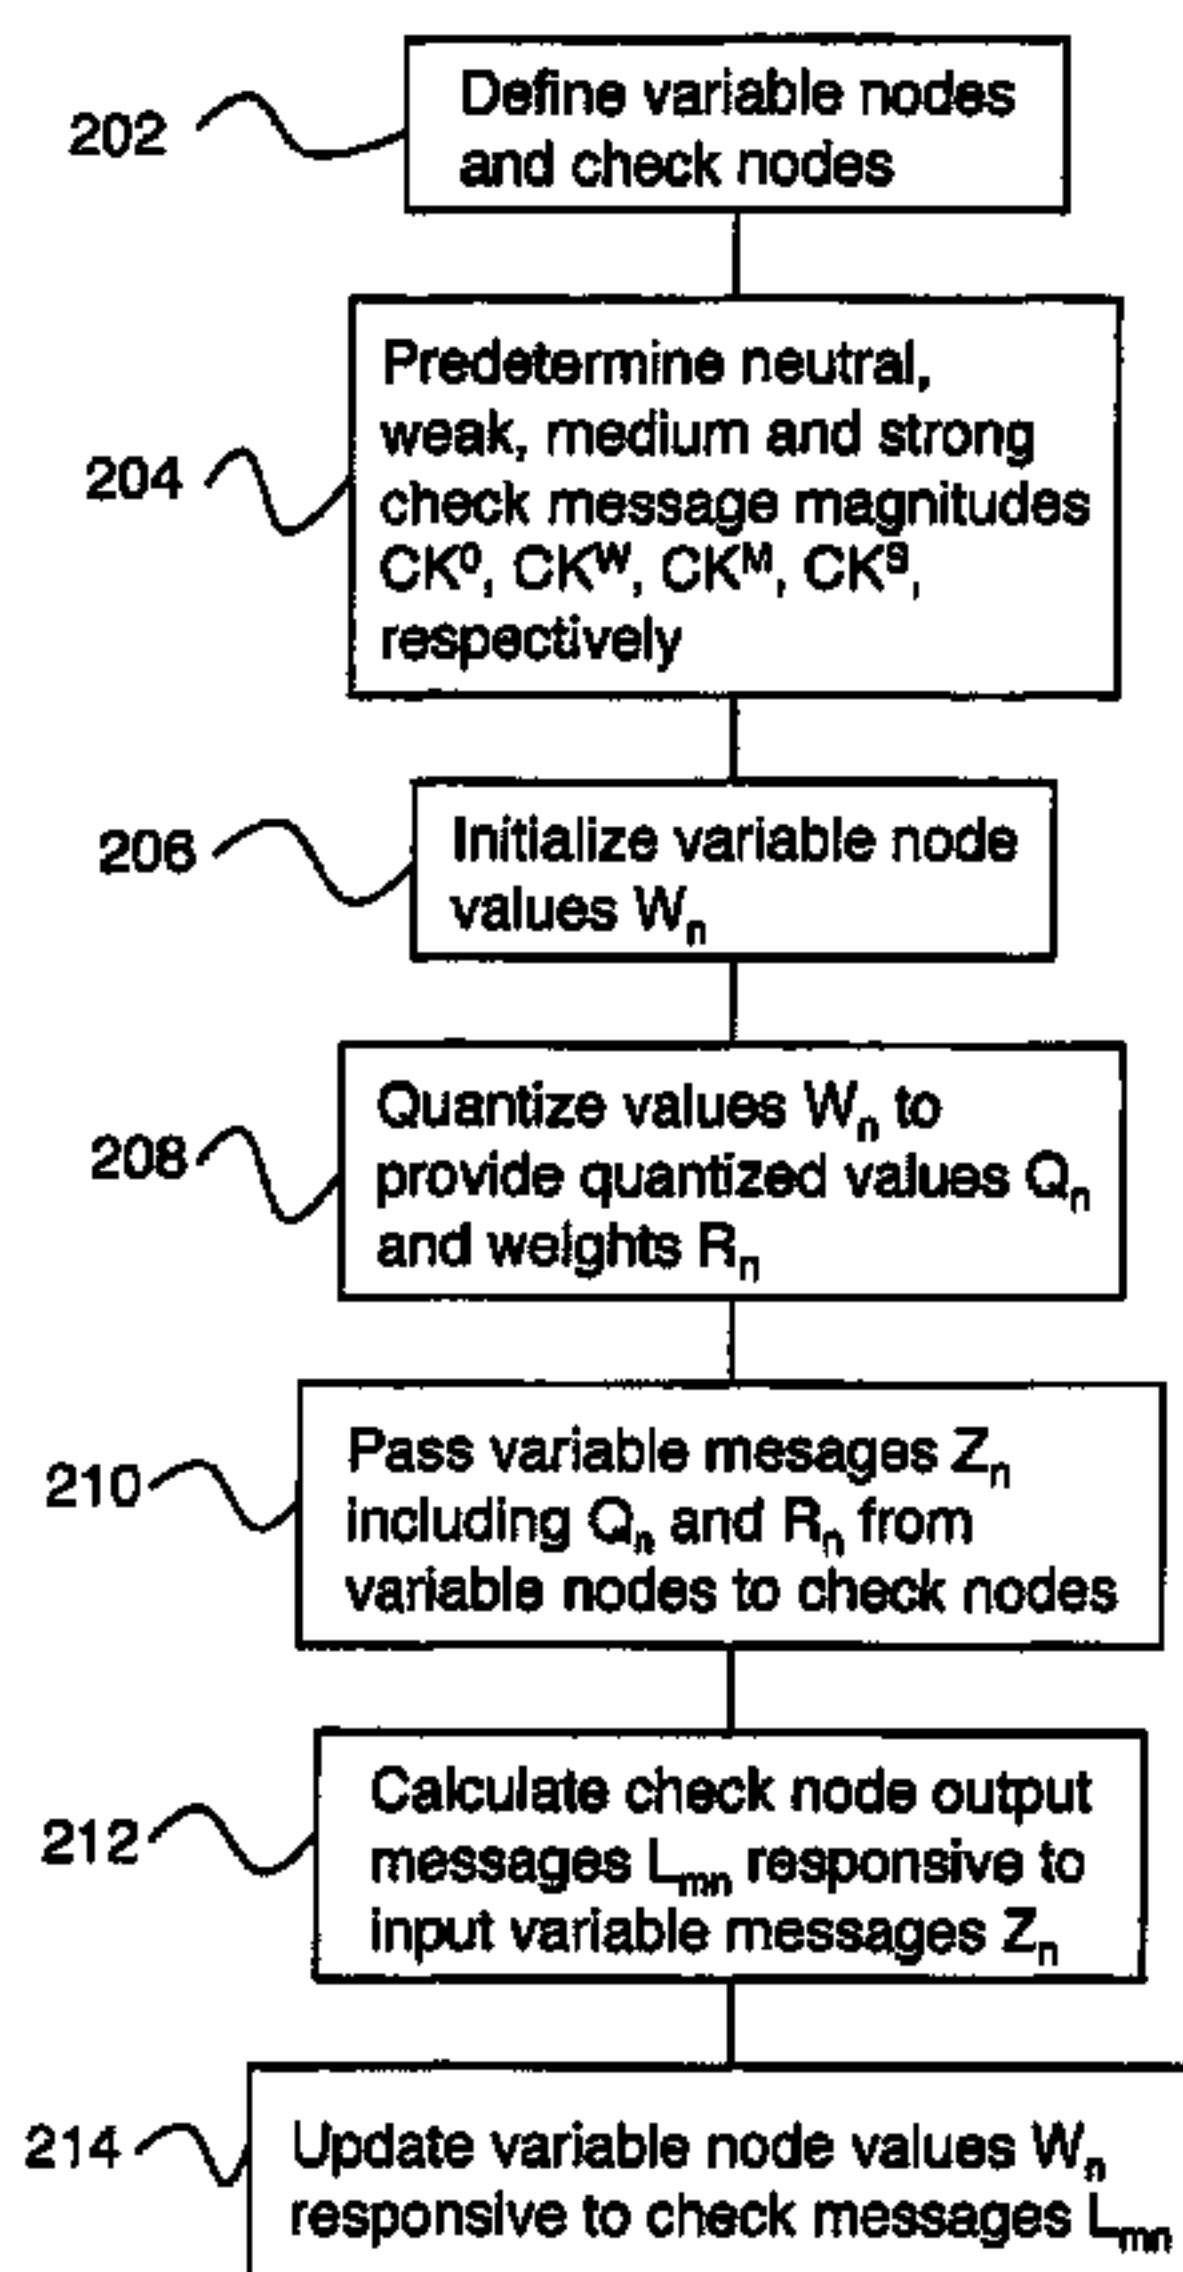 202
Define variable nodes
and check nodes
204
Predetermine neutral,
weak, medium and strong
check message magnitudes
CK⁰, CKᵂ, CKᴹ, CKˢ,
respectively
206
Initialize variable node
values Wₙ
208
Quantize values Wₙ to
provide quantized values Qₙ
and weights Rₙ
210
Pass variable mesages Zₙ
including Qₙ and Rₙ from
variable nodes to check nodes
212
Calculate check node output
messages Lₘₙ responsive to
input variable messages Zₙ
214
Update variable node values Wₙ
responsive to check messages Lₘₙ